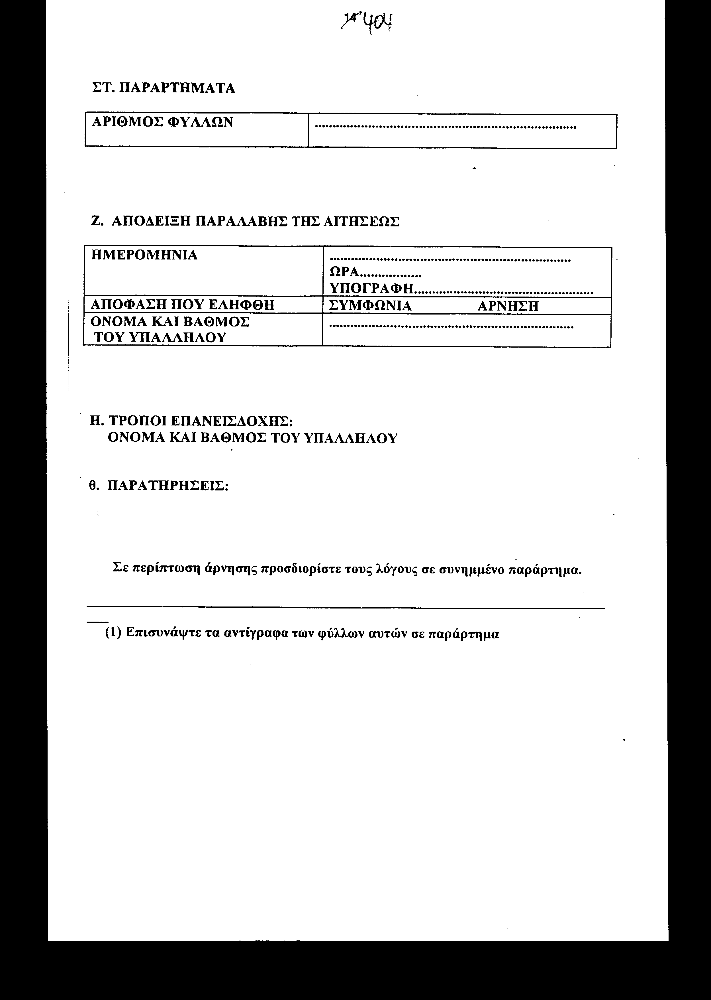 14 404
ΣΤ. ΠΑΡΑΡΤΗΜΑΤΑ
ΑΡΙΘΜΟΣ ΦΥΛΛΩΝ ..........................................................................
Ζ. ΑΠΟΔΕΙΞΗ ΠΑΡΑΛΑΒΗΣ ΤΗΣ ΑΙΤΗΣΕΩΣ
ΗΜΕΡΟΜΗΝΙΑ ....................................................................
ΩΡΑ.................
ΥΠΟΓΡΑΦΗ..................................................
ΑΠΟΦΑΣΗ ΠΟΥ ΕΛΗΦΘΗ ΣΥΜΦΩΝΙΑ ΑΡΝΗΣΗ
ΟΝΟΜΑ ΚΑΙ ΒΑΘΜΟΣ .....................................................................
ΤΟΥ ΥΠΑΛΛΗΛΟΥ
Η. ΤΡΟΠΟΙ ΕΠΑΝΕΙΣΔΟΧΗΣ:
ΟΝΟΜΑ ΚΑΙ ΒΑΘΜΟΣ ΤΟΥ ΥΠΑΛΛΗΛΟΥ
θ. ΠΑΡΑΤΗΡΗΣΕΙΣ:
Σε περίπτωση άρνησης προσδιορίστε τους λόγους σε συνημμένο παράρτημα.
(1) Επισυνάψτε τα αντίγραφα των φύλλων αυτών σε παράρτημα